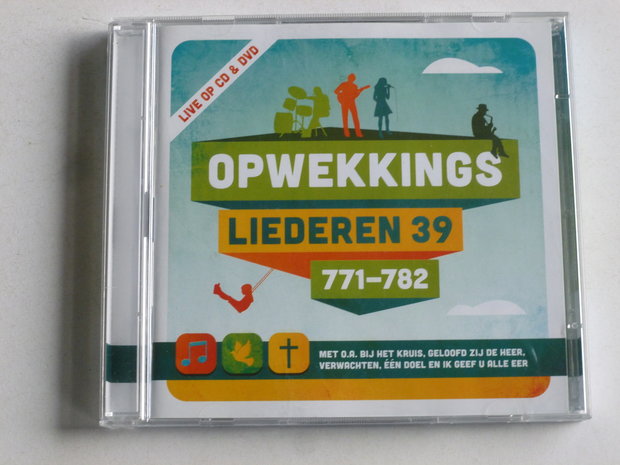 LIVE OP CD & DVD
OPWEKKINGS
LIEDEREN 39
771-782
MET O.A. BIJ HET KRUIS, GELOOFD ZIJ DE HEER,
VERWACHTEN, ÉÉN DOEL EN IK GEEF U ALLE EER